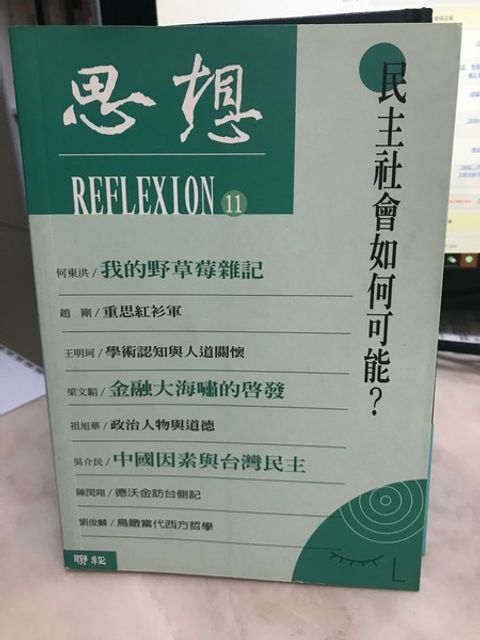 思想
REFLEXION 11
民主社會如何可能？
何東洪/我的野草莓雜記
趙 剛/重思紅衫軍
王明珂/學術認知與人道關懷
梁文韜/金融大海嘯的啓發
祖旭華/政治人物與道德
吳介民/中國因素與台灣民主
陳閔翔/德沃金訪台側記
劉俊麟/鳥瞰當代西方哲學
聯經